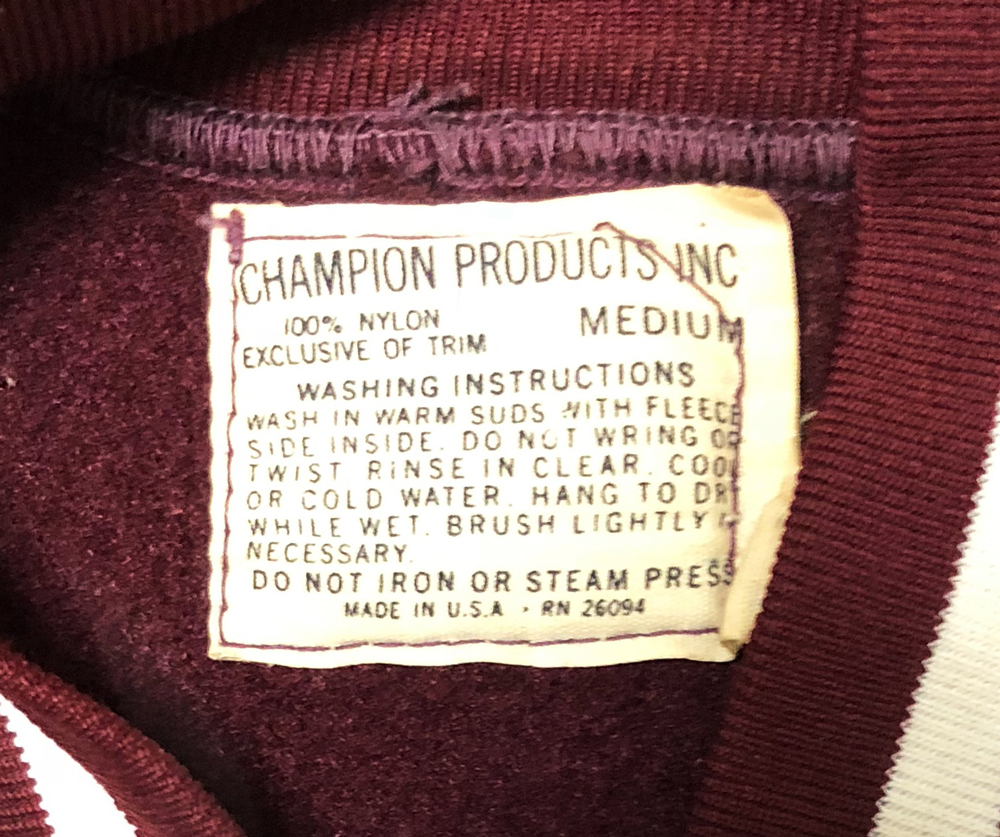 CHAMPION PRODUCTS INC
100% NYLON MEDIUM
EXCLUSIVE OF TRIM
WASHING INSTRUCTIONS
WASH IN WARM SUDS WITH FLEECE
SIDE INSIDE. DO NOT WRING OR
TWIST RINSE IN CLEAR. COOL
OR COLD WATER. HANG TO DRY
WHILE WET. BRUSH LIGHTLY IF
NECESSARY.
DO NOT IRON OR STEAM PRESS
MADE IN U.S.A · RN 26094